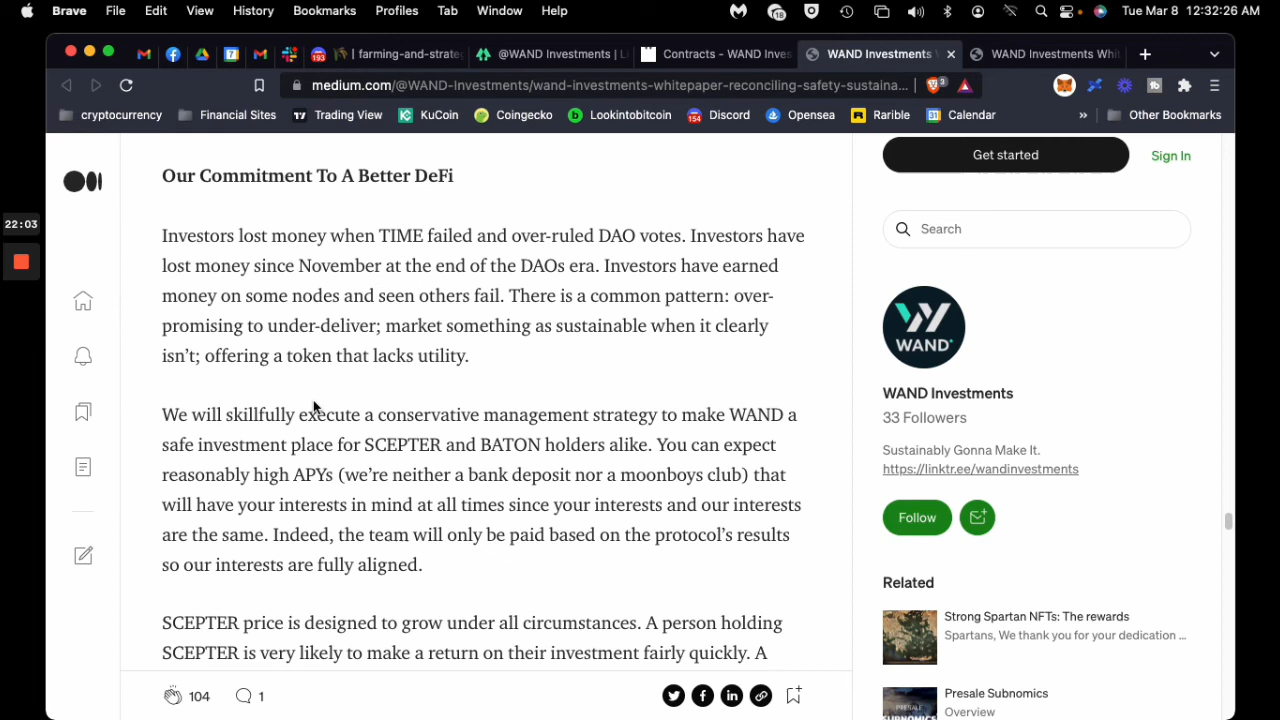 Brave File Edit View History Bookmarks Profiles Tab Window Help 18 Tue Mar 8 12:32:26 AM
193 | farming-and-strate @WAND Investments | L Contracts – WAND Inves WAND Investments WAND Investments Whi
medium.com/@WAND-Investments/wand-investments-whitepaper-reconciling-safety-sustaina... 3
cryptocurrency Financial Sites Trading View KuCoin Coingecko Lookintobitcoin 154 Discord Opensea Rarible 31 Calendar » Other Bookmarks
22:03
Our Commitment To A Better DeFi
Investors lost money when TIME failed and over-ruled DAO votes. Investors have
lost money since November at the end of the DAOs era. Investors have earned
money on some nodes and seen others fail. There is a common pattern: over-
promising to under-deliver; market something as sustainable when it clearly
isn’t; offering a token that lacks utility.
We will skillfully execute a conservative management strategy to make WAND a
safe investment place for SCEPTER and BATON holders alike. You can expect
reasonably high APYs (we’re neither a bank deposit nor a moonboys club) that
will have your interests in mind at all times since your interests and our interests
are the same. Indeed, the team will only be paid based on the protocol’s results
so our interests are fully aligned.
SCEPTER price is designed to grow under all circumstances. A person holding
SCEPTER is very likely to make a return on their investment fairly quickly. A
104 1
Get started Sign In
Search
WAND
WAND Investments
33 Followers
Sustainably Gonna Make It.
https://linktr.ee/wandinvestments
Follow
Related
Strong Spartan NFTs: The rewards
Spartans, We thank you for your dedication ...
Presale Subnomics
Overview
PRESALE